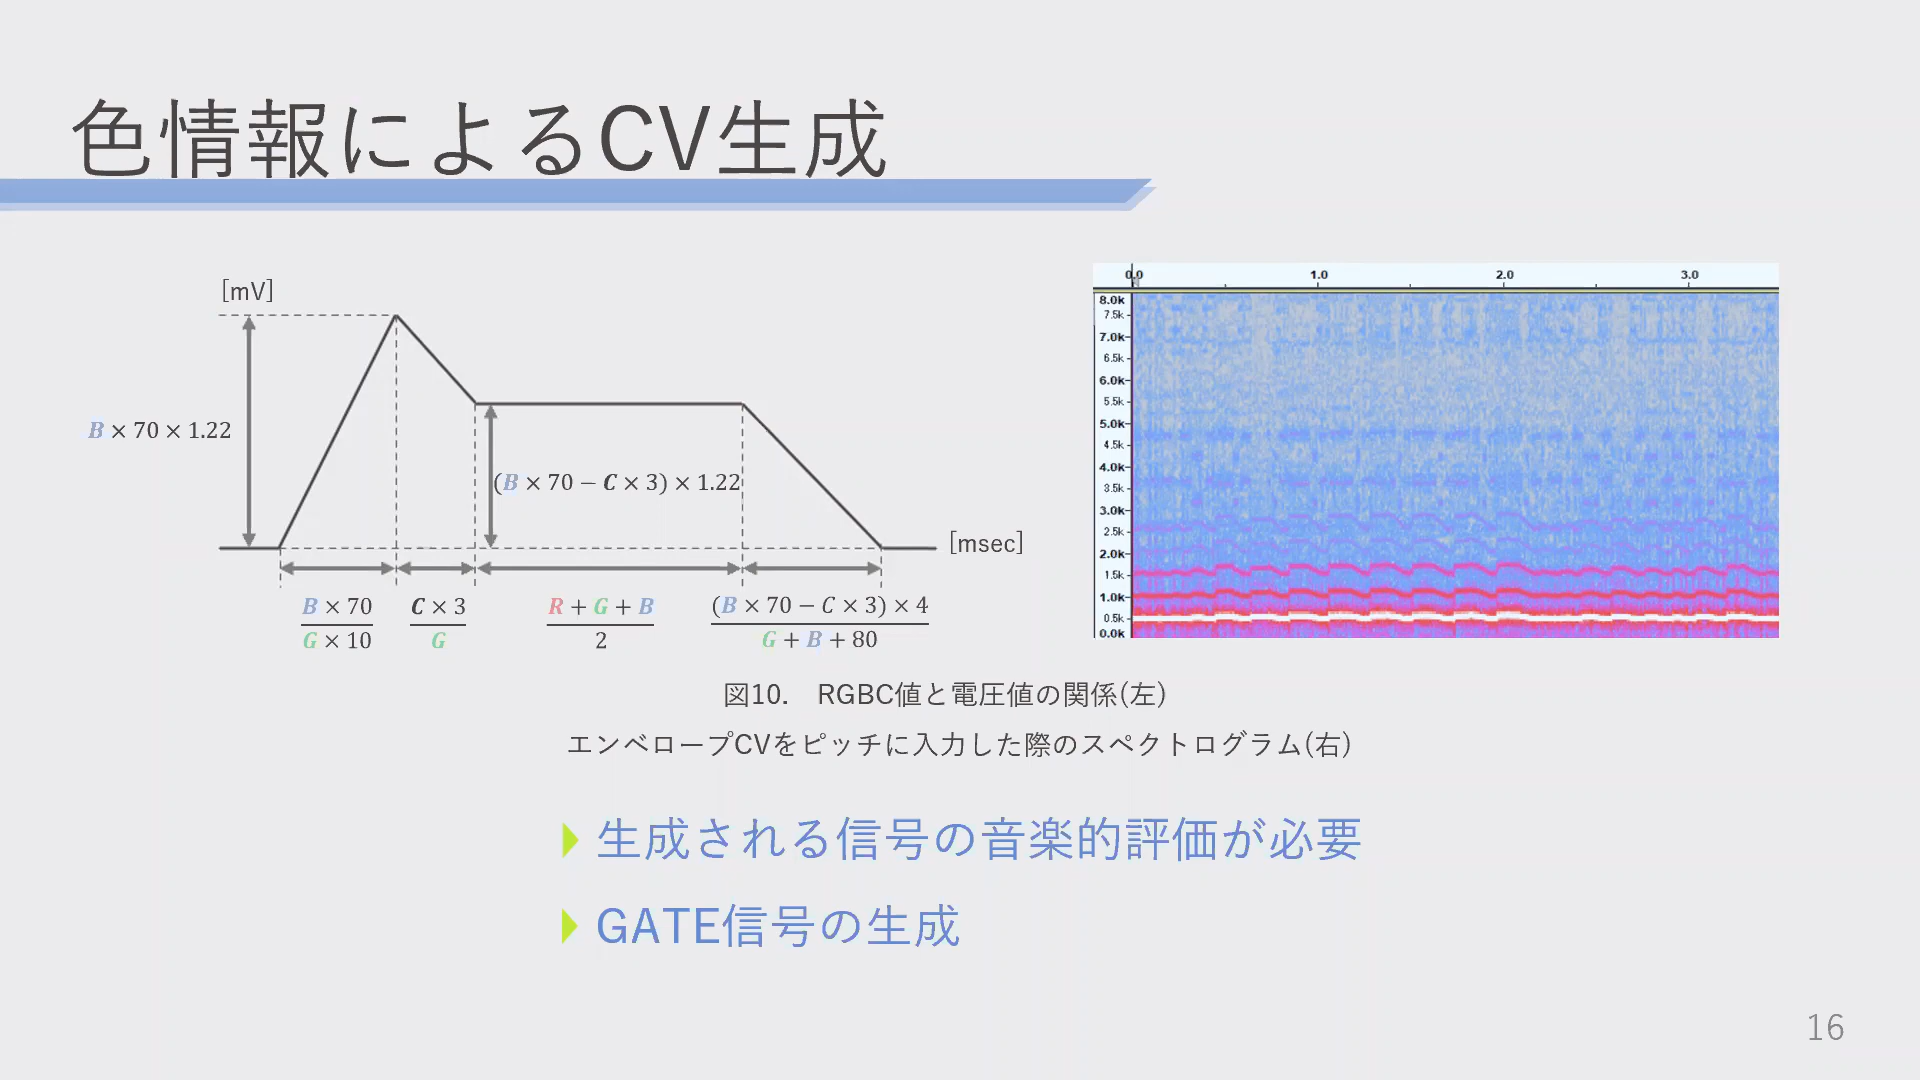 色情報によるCV生成
[mV]
B × 70 × 1.22
(B × 70 − C × 3) × 1.22
[msec]
B × 70
G × 10
C × 3
G
R + G + B
2
(B × 70 − C × 3) × 4
G + B + 80
0.0 1.0 2.0 3.0
8.0k
7.5k
7.0k
6.5k
6.0k
5.5k
5.0k
4.5k
4.0k
3.5k
3.0k
2.5k
2.0k
1.5k
1.0k
0.5k
0.0k
図10. RGBC値と電圧値の関係(左)
エンベロープCVをピッチに入力した際のスペクトログラム(右)
生成される信号の音楽的評価が必要
GATE信号の生成
16